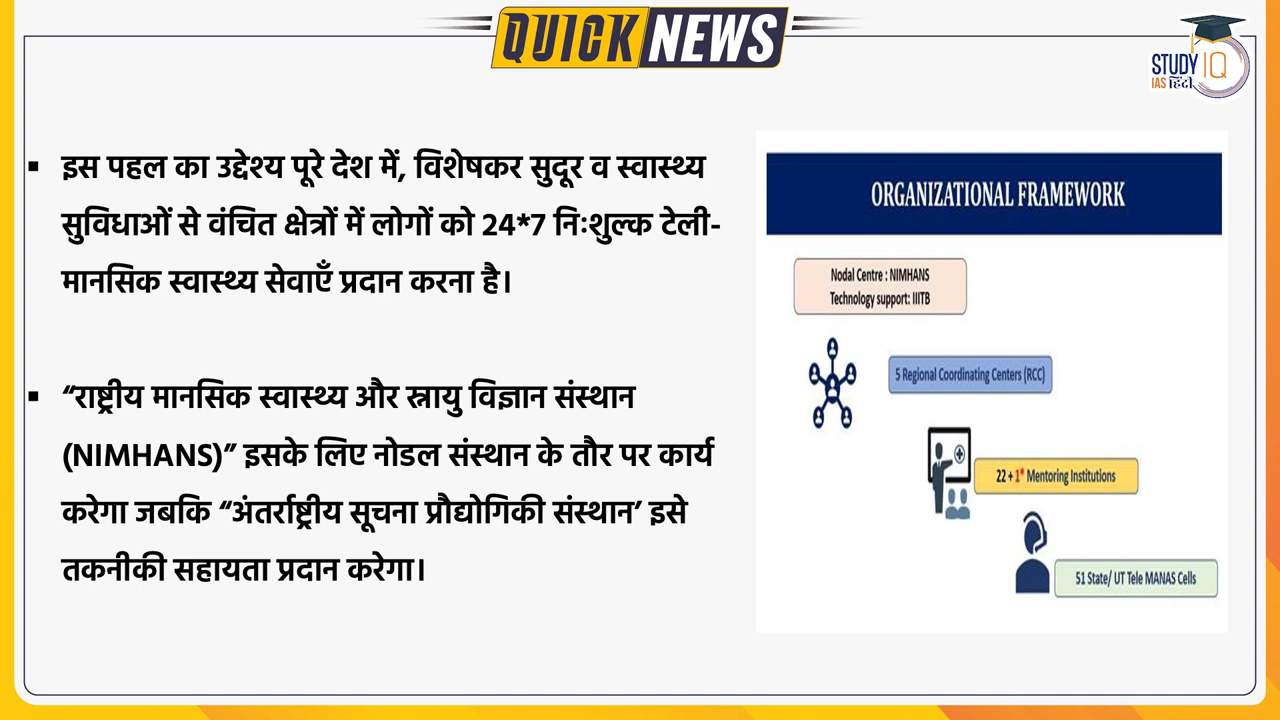 QUICK NEWS
STUDY IQ
IAS हिंदी
▪ इस पहल का उद्देश्य पूरे देश में, विशेषकर सुदूर व स्वास्थ्य
सुविधाओं से वंचित क्षेत्रों में लोगों को 24*7 निःशुल्क टेली-
मानसिक स्वास्थ्य सेवाएँ प्रदान करना है।
▪ “राष्ट्रीय मानसिक स्वास्थ्य और स्नायु विज्ञान संस्थान
(NIMHANS)” इसके लिए नोडल संस्थान के तौर पर कार्य
करेगा जबकि “अंतर्राष्ट्रीय सूचना प्रौद्योगिकी संस्थान’ इसे
तकनीकी सहायता प्रदान करेगा।
ORGANIZATIONAL FRAMEWORK
Nodal Centre : NIMHANS
Technology support: IIITB
5 Regional Coordinating Centers (RCC)
22 + 1* Mentoring Institutions
51 State/ UT Tele MANAS Cells